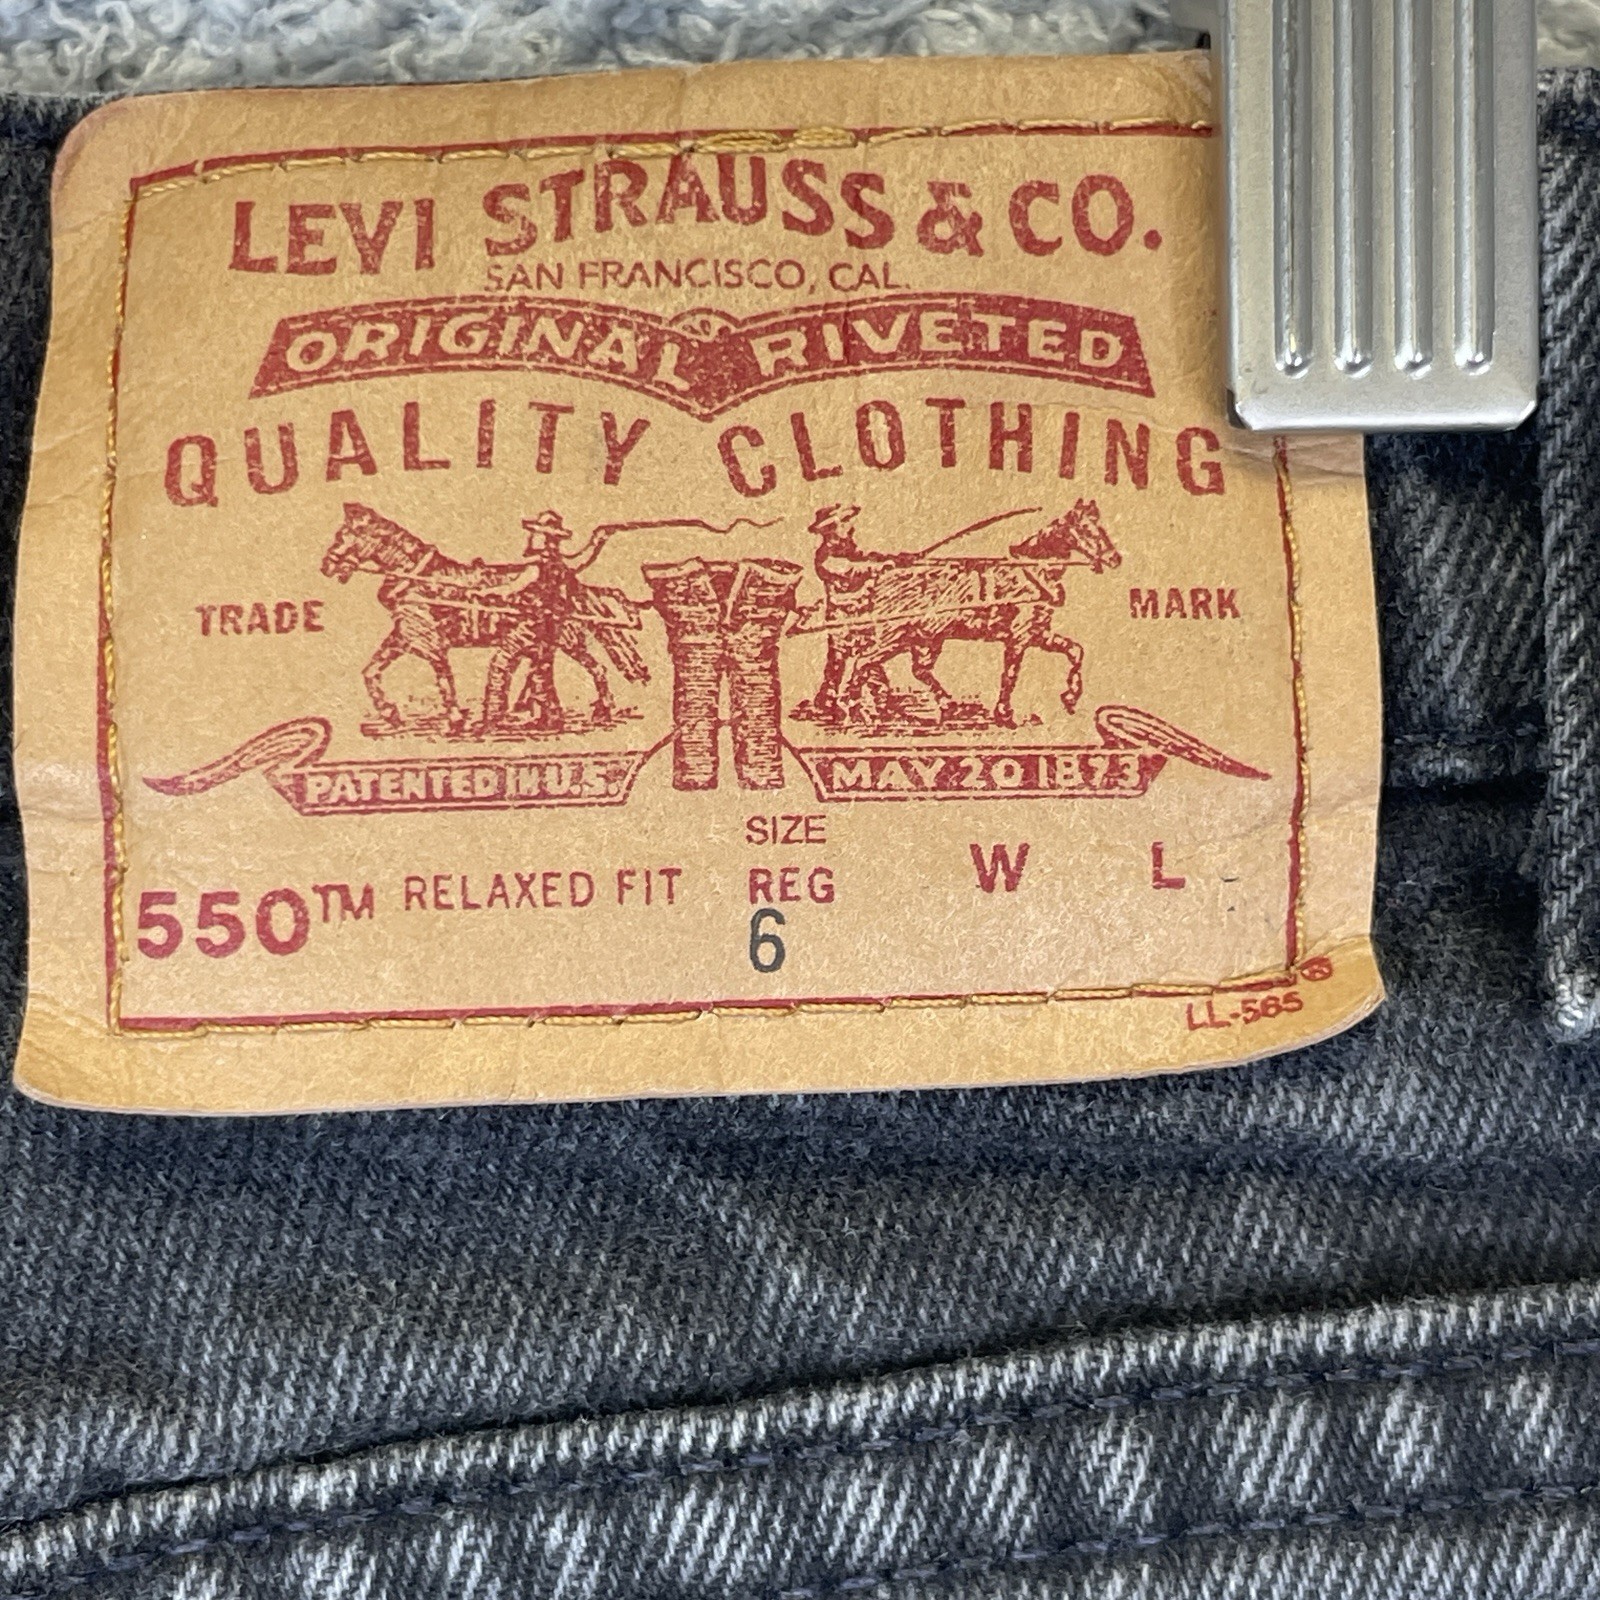 LEVI STRAUSS & CO.
SAN FRANCISCO, CAL.
ORIGINAL RIVETED
QUALITY CLOTHING
TRADE MARK
PATENTED IN U.S. MAY 20 1873
SIZE
550™ RELAXED FIT REG W L
6
®
LL-565